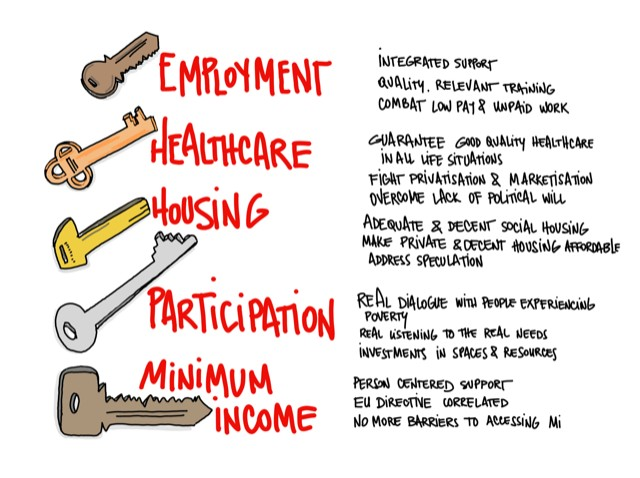 EMPLOYMENT
INTEGRATED SUPPORT
QUALITY, RELEVANT TRAINING
COMBAT LOW PAY & UNPAID WORK
HEALTHCARE
GUARANTEE GOOD QUALITY HEALTHCARE
IN ALL LIFE SITUATIONS
FIGHT PRIVATISATION & MARKETISATION
OVERCOME LACK OF POLITICAL WILL
HOUSING
ADEQUATE & DECENT SOCIAL HOUSING
MAKE PRIVATE & DECENT HOUSING AFFORDABLE
ADDRESS SPECULATION
PARTICIPATION
REAL DIALOGUE WITH PEOPLE EXPERIENCING
POVERTY
REAL LISTENING TO THE REAL NEEDS
INVESTMENTS IN SPACES & RESOURCES
MINIMUM
INCOME
PERSON CENTERED SUPPORT
EU DIRECTIVE CORRELATED
NO MORE BARRIERS TO ACCESSING Mi